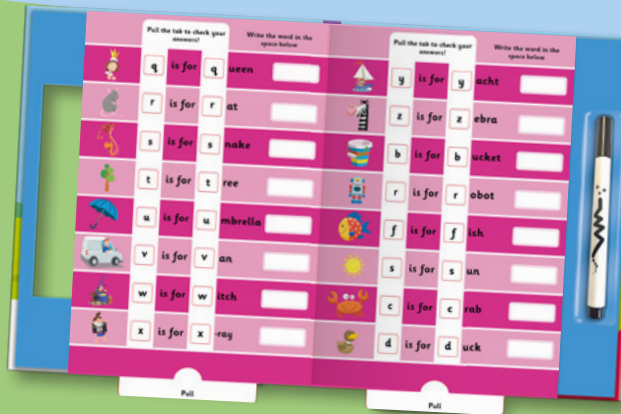 Pull the tab to check your
answers!
Write the word in the
space below
q is for q ueen
r is for r at
s is for s nake
t is for t ree
u is for u mbrella
v is for v an
w is for w itch
x is for x -ray
Pull
Pull the tab to check your
answers!
Write the word in the
space below
y is for y acht
z is for z ebra
b is for b ucket
r is for r obot
f is for f ish
s is for s un
c is for c rab
d is for d uck
Pull